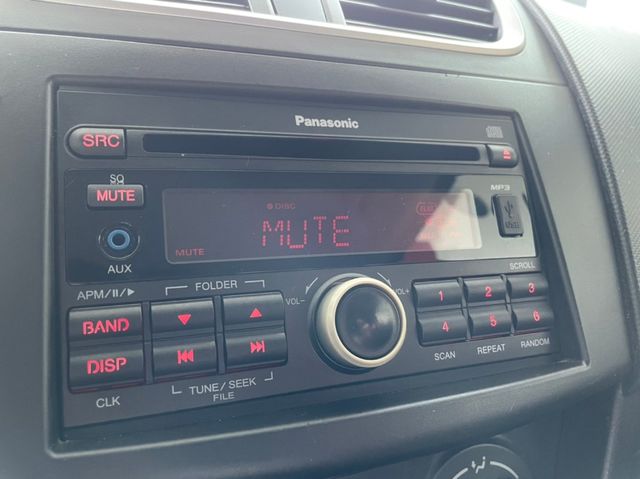 Panasonic
SRC
SQ
MUTE
DISC
MUTE
MUTE
MP3
AUX
APM/II/▶
FOLDER
VOL−
VOL+
SCROLL
BAND
DISP
CLK
TUNE/SEEK
FILE
1 2 3
4 5 6
SCAN REPEAT RANDOM